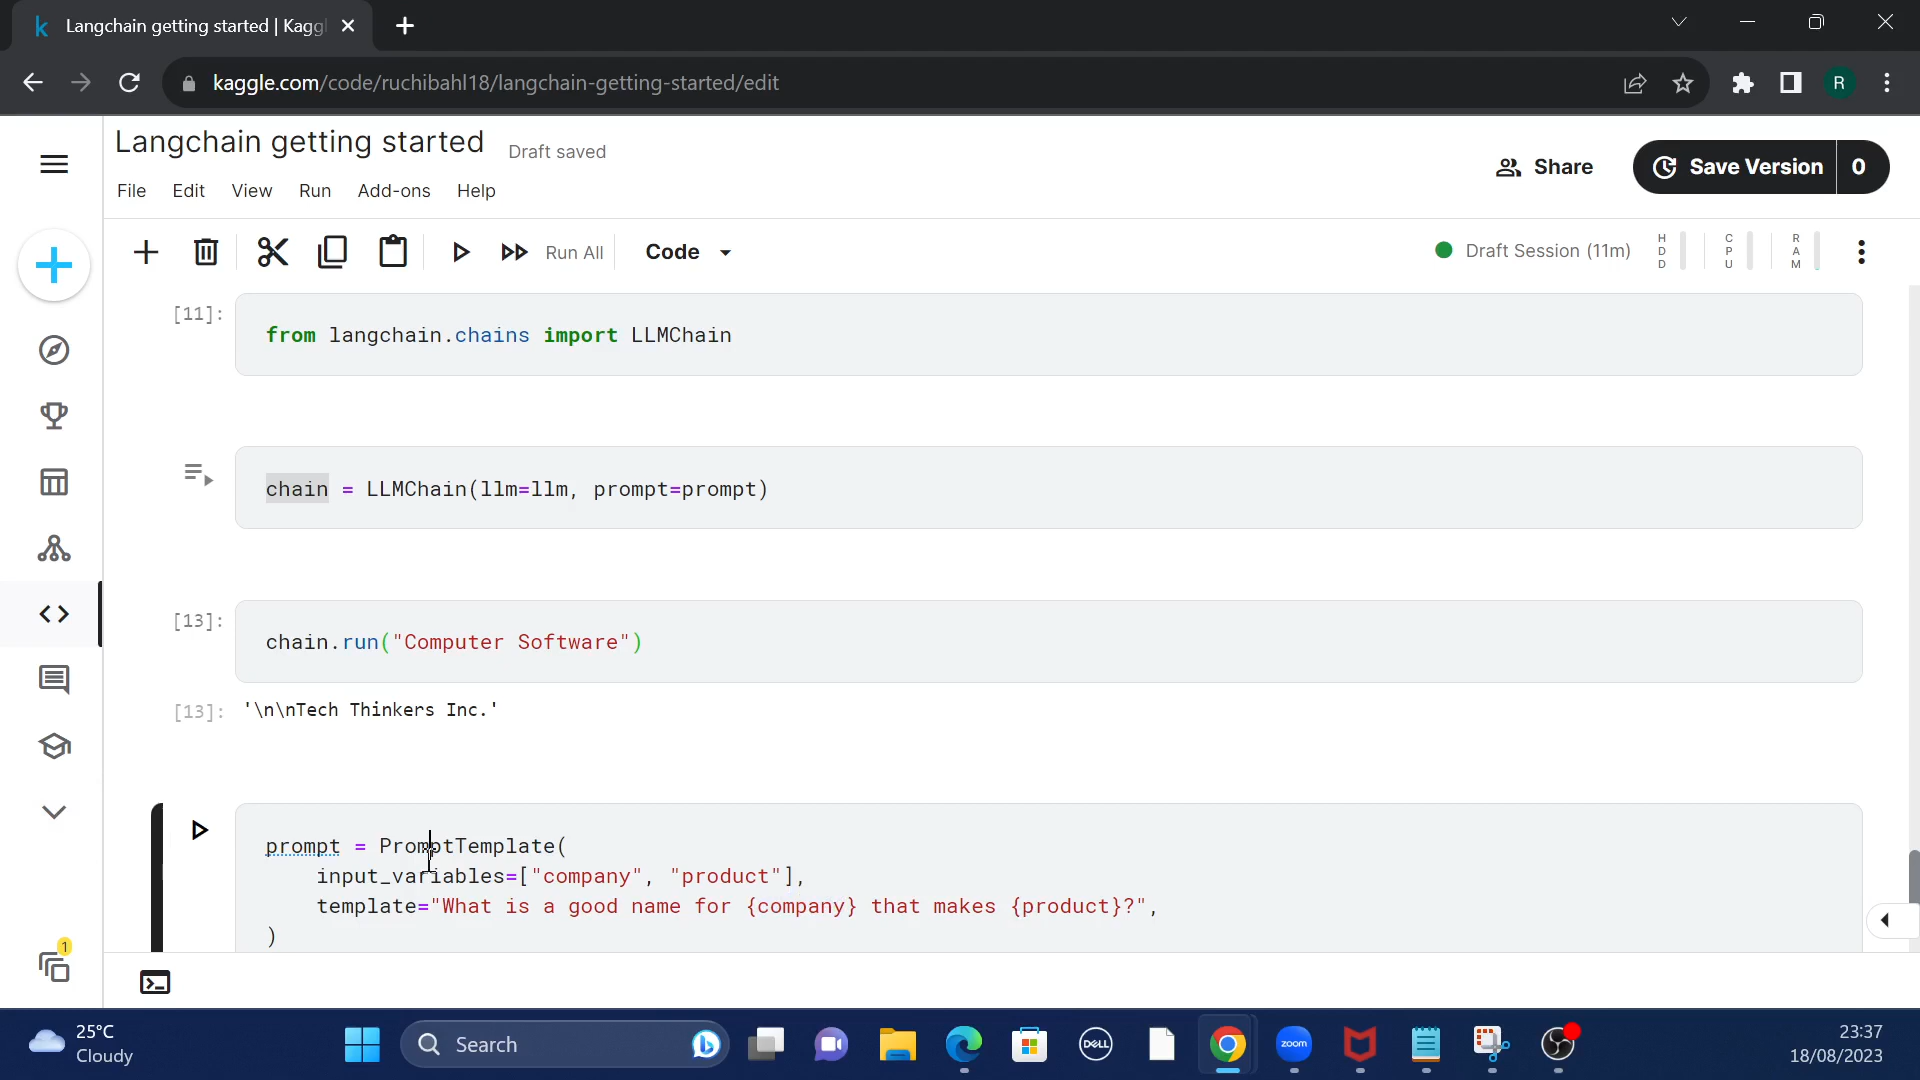 Langchain getting started | Kaggl
kaggle.com/code/ruchibahl18/langchain-getting-started/edit
R
Langchain getting started
Draft saved
Share
Save Version
0
File Edit View Run Add-ons Help
Run All
Code
Draft Session (11m)
HDD
CPU
RAM
[11]:
from langchain.chains import LLMChain
chain = LLMChain(llm=llm, prompt=prompt)
[13]:
chain.run("Computer Software")
[13]:
'\n\nTech Thinkers Inc.'
prompt = PromptTemplate(
input_variables=["company", "product"],
template="What is a good name for {company} that makes {product}?",
)
1
25°C
Cloudy
Search
DELL
zoom
23:37
18/08/2023